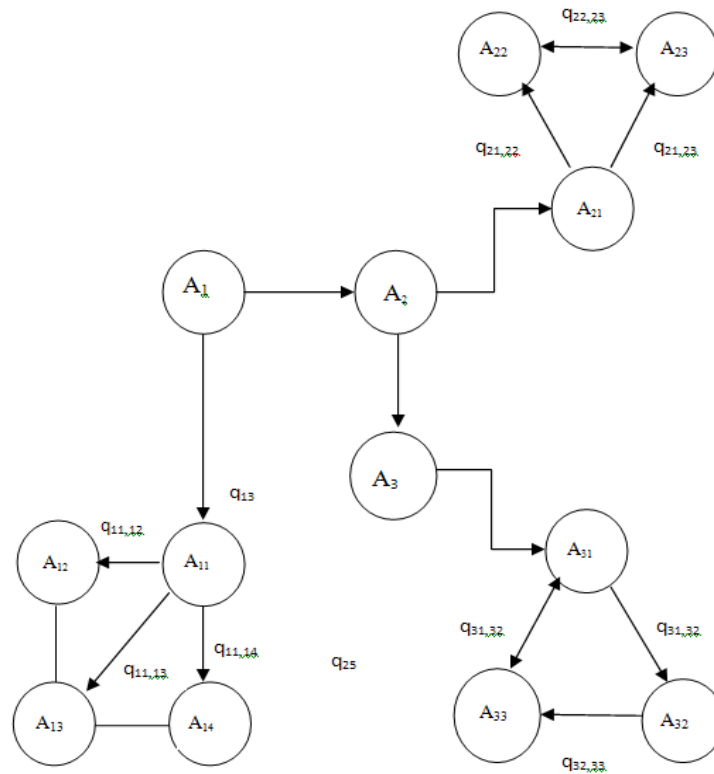 q22,23
A22 A23
q21,22 q21,23
A21
A1 A2
A3
q13
q11,12
A12 A11 A31
q31,32 q31,32
q11,14
q25
q11,13
A33 A32
A13 A14
q32,33